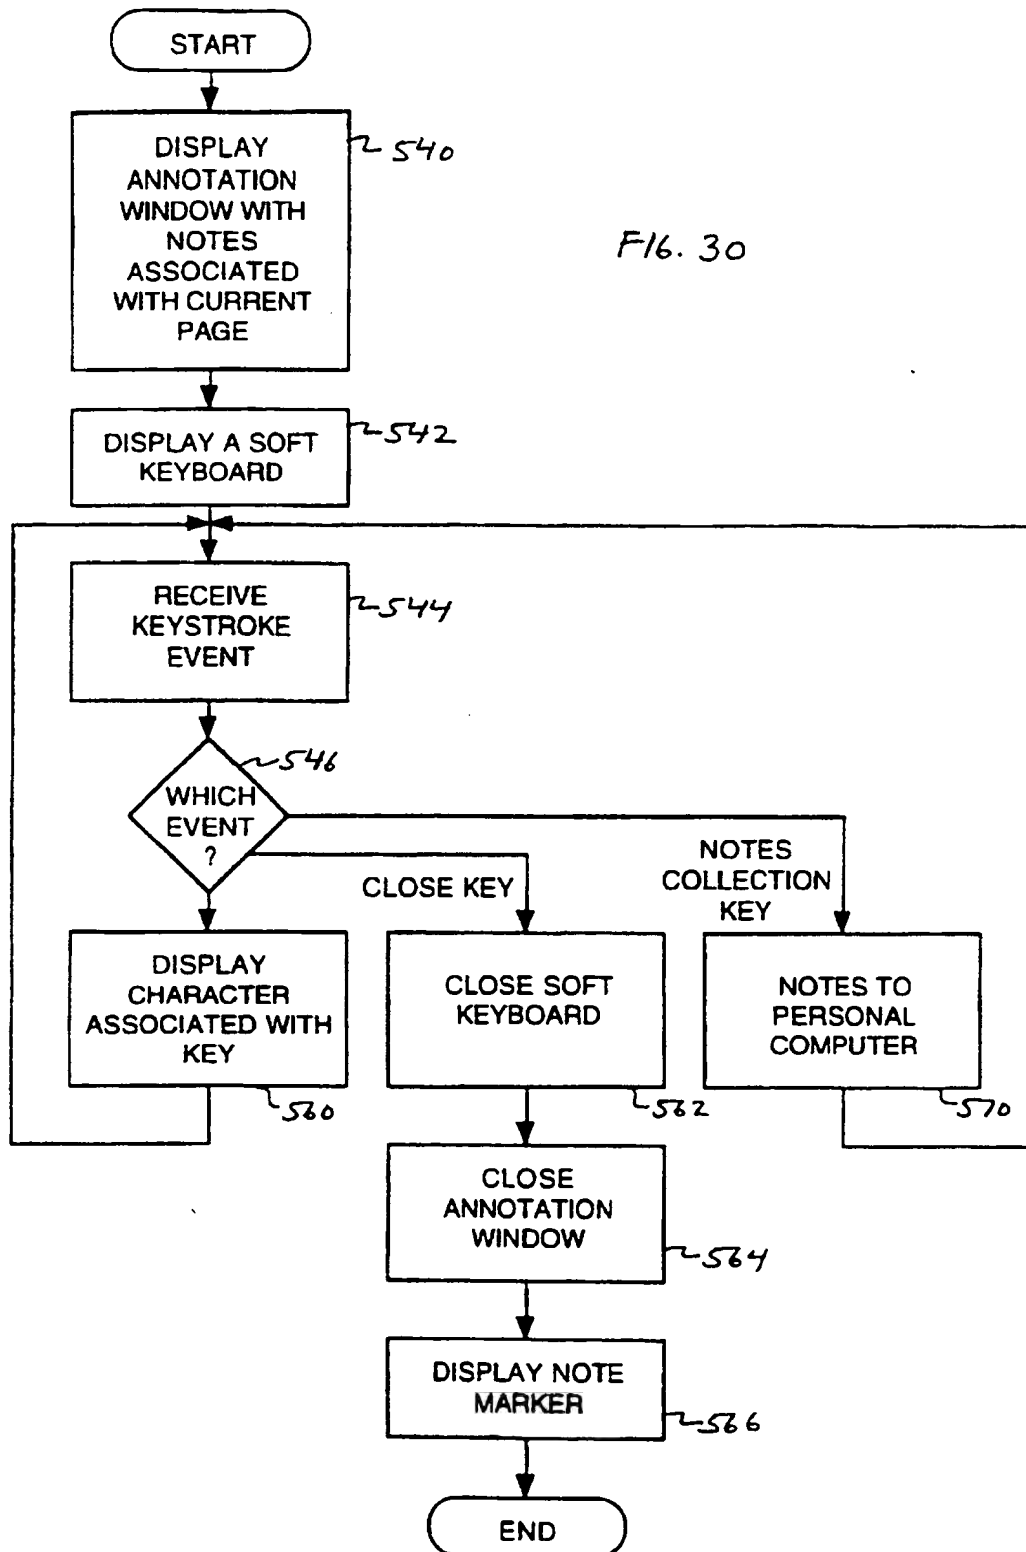 START
DISPLAY
ANNOTATION
WINDOW WITH
NOTES
ASSOCIATED
WITH CURRENT
PAGE
540
FIG. 30
DISPLAY A SOFT
KEYBOARD
542
RECEIVE
KEYSTROKE
EVENT
544
WHICH
EVENT
?
546
CLOSE KEY
NOTES
COLLECTION
KEY
DISPLAY
CHARACTER
ASSOCIATED WITH
KEY
560
CLOSE SOFT
KEYBOARD
562
NOTES TO
PERSONAL
COMPUTER
570
CLOSE
ANNOTATION
WINDOW
564
DISPLAY NOTE
MARKER
566
END